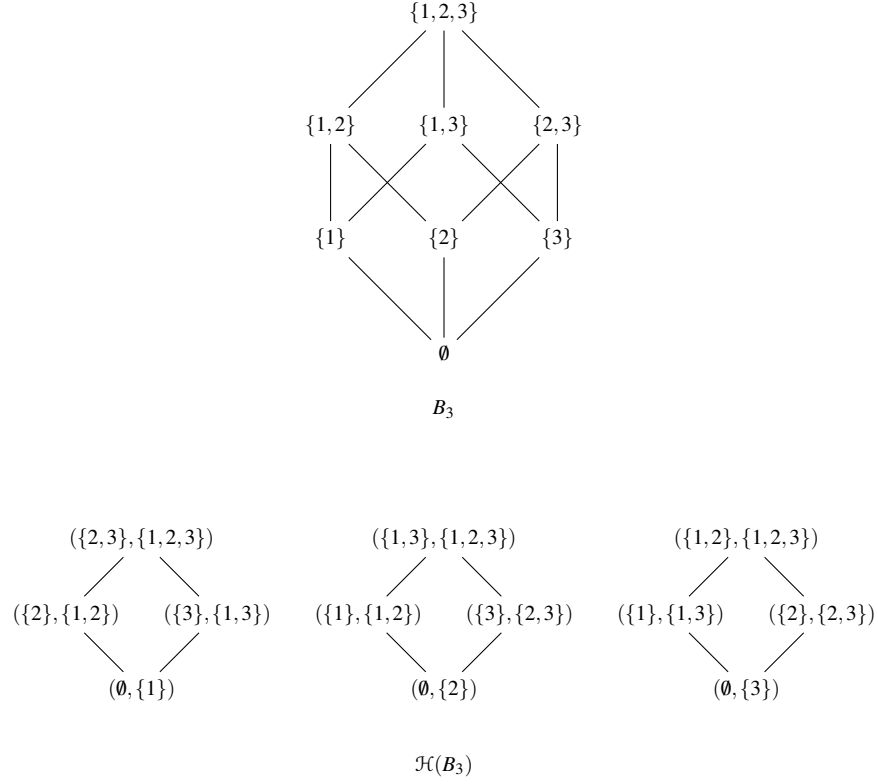 {1,2,3}
{1,2} {1,3} {2,3}
{1} {2} {3}
∅
B₃
({2,3},{1,2,3}) ({1,3},{1,2,3}) ({1,2},{1,2,3})
({2},{1,2}) ({3},{1,3}) ({1},{1,2}) ({3},{2,3}) ({1},{1,3}) ({2},{2,3})
(∅,{1}) (∅,{2}) (∅,{3})
ℋ(B₃)